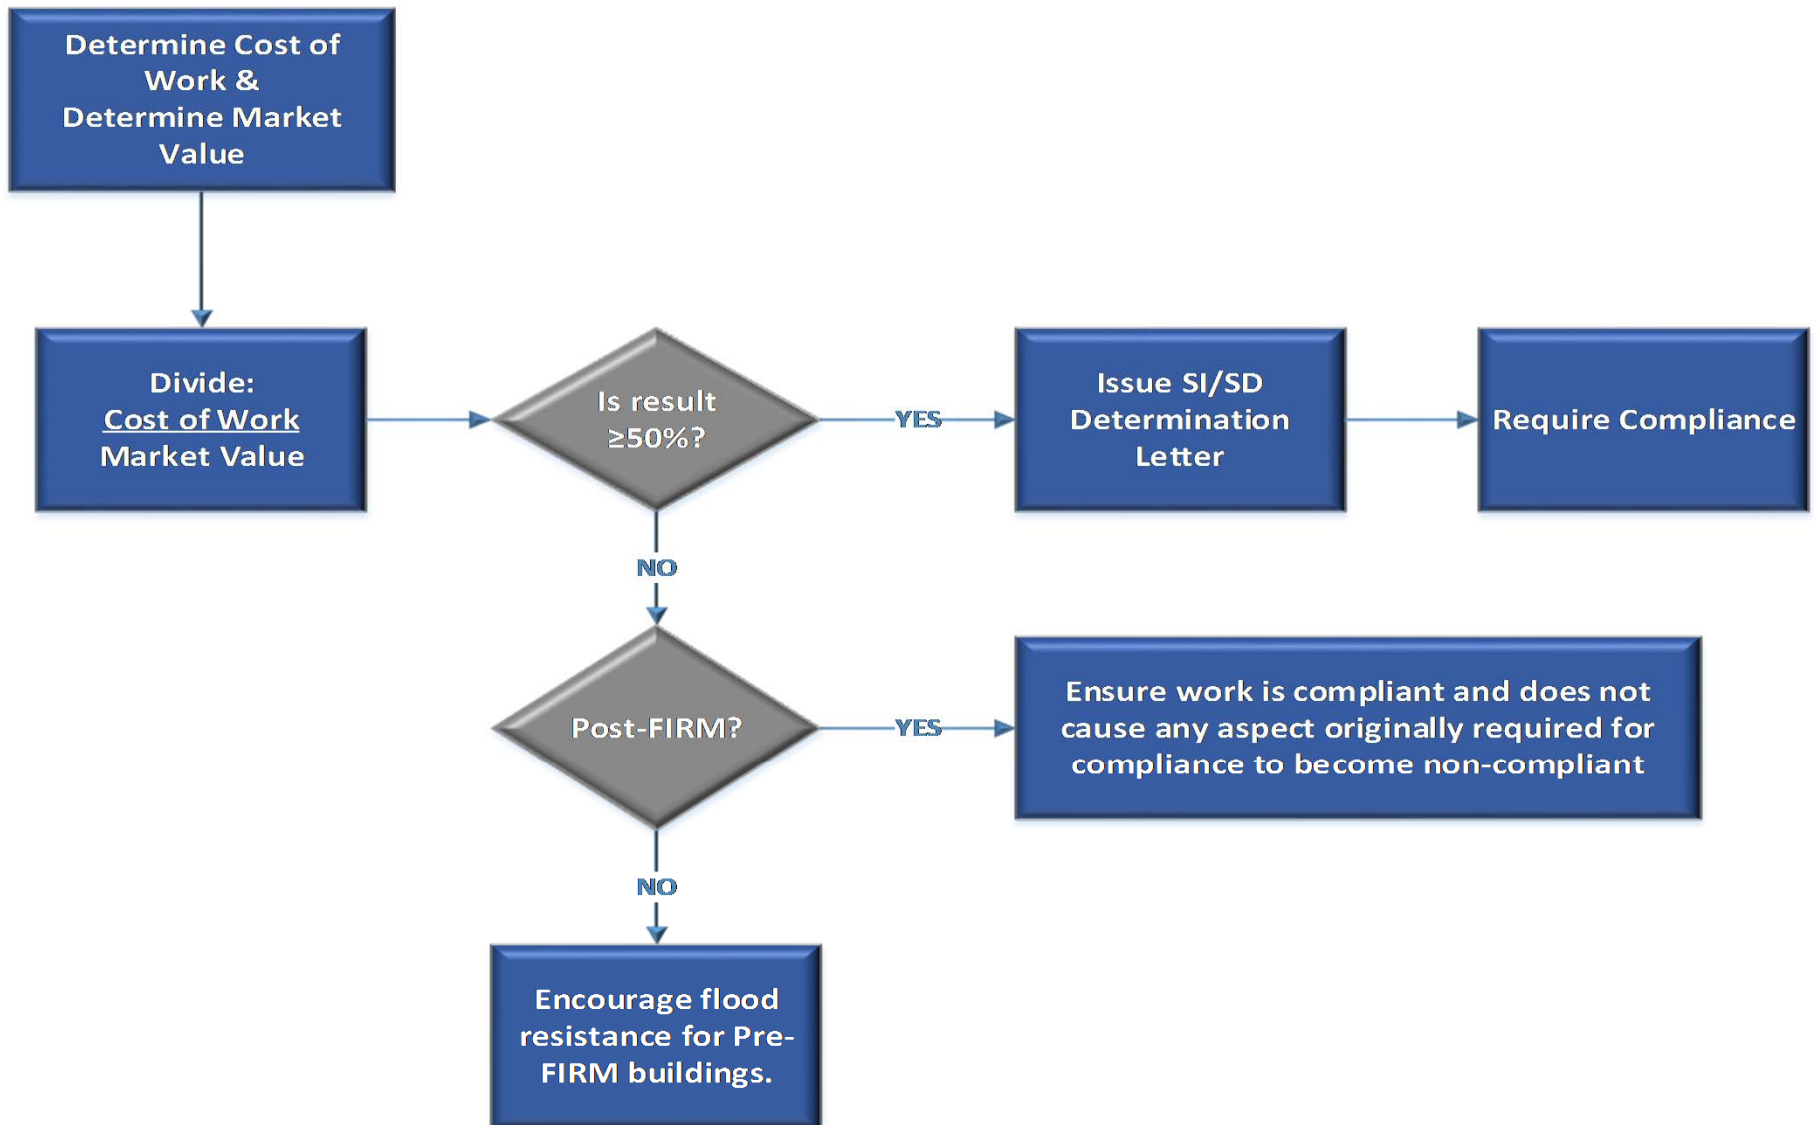 Determine Cost of
Work &
Determine Market
Value
Divide:
Cost of Work
Market Value
Is result
≥50%?
YES
Issue SI/SD
Determination
Letter
Require Compliance
NO
Post-FIRM?
YES
Ensure work is compliant and does not
cause any aspect originally required for
compliance to become non-compliant
NO
Encourage flood
resistance for Pre-
FIRM buildings.